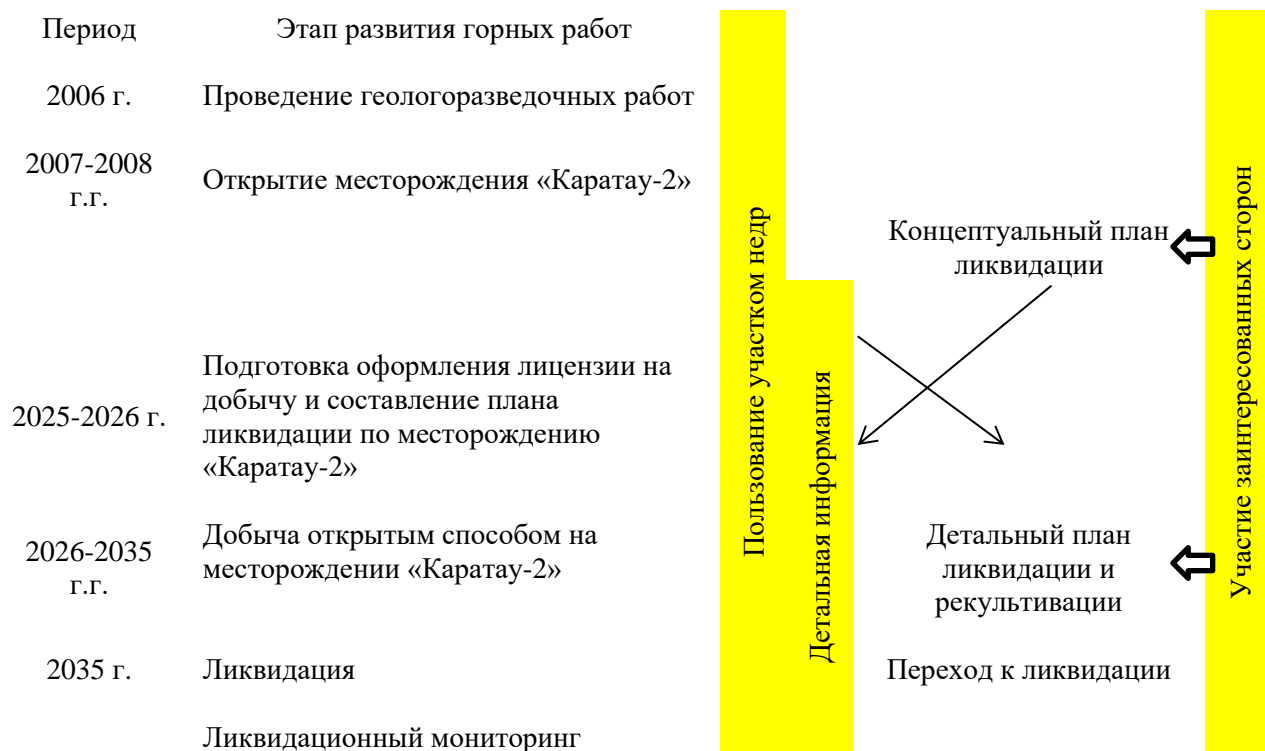 Период
Этап развития горных работ
2006 г.
Проведение геологоразведочных работ
2007-2008
г.г.
Открытие месторождения «Каратау-2»
2025-2026 г.
Подготовка оформления лицензии на
добычу и составление плана
ликвидации по месторождению
«Каратау-2»
2026-2035
г.г.
Добыча открытым способом на
месторождении «Каратау-2»
2035 г.
Ликвидация
Ликвидационный мониторинг
Пользование участком недр
Детальная информация
Концептуальный план
ликвидации
Детальный план
ликвидации и
рекультивации
Переход к ликвидации
Участие заинтересованных сторон